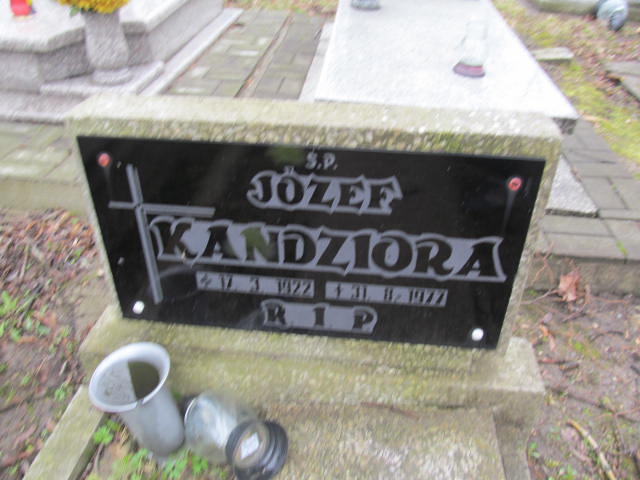 Ś.P.
JÓZEF
KANDZIORA
17. 3. 1922 31. 8. 1977
R I P